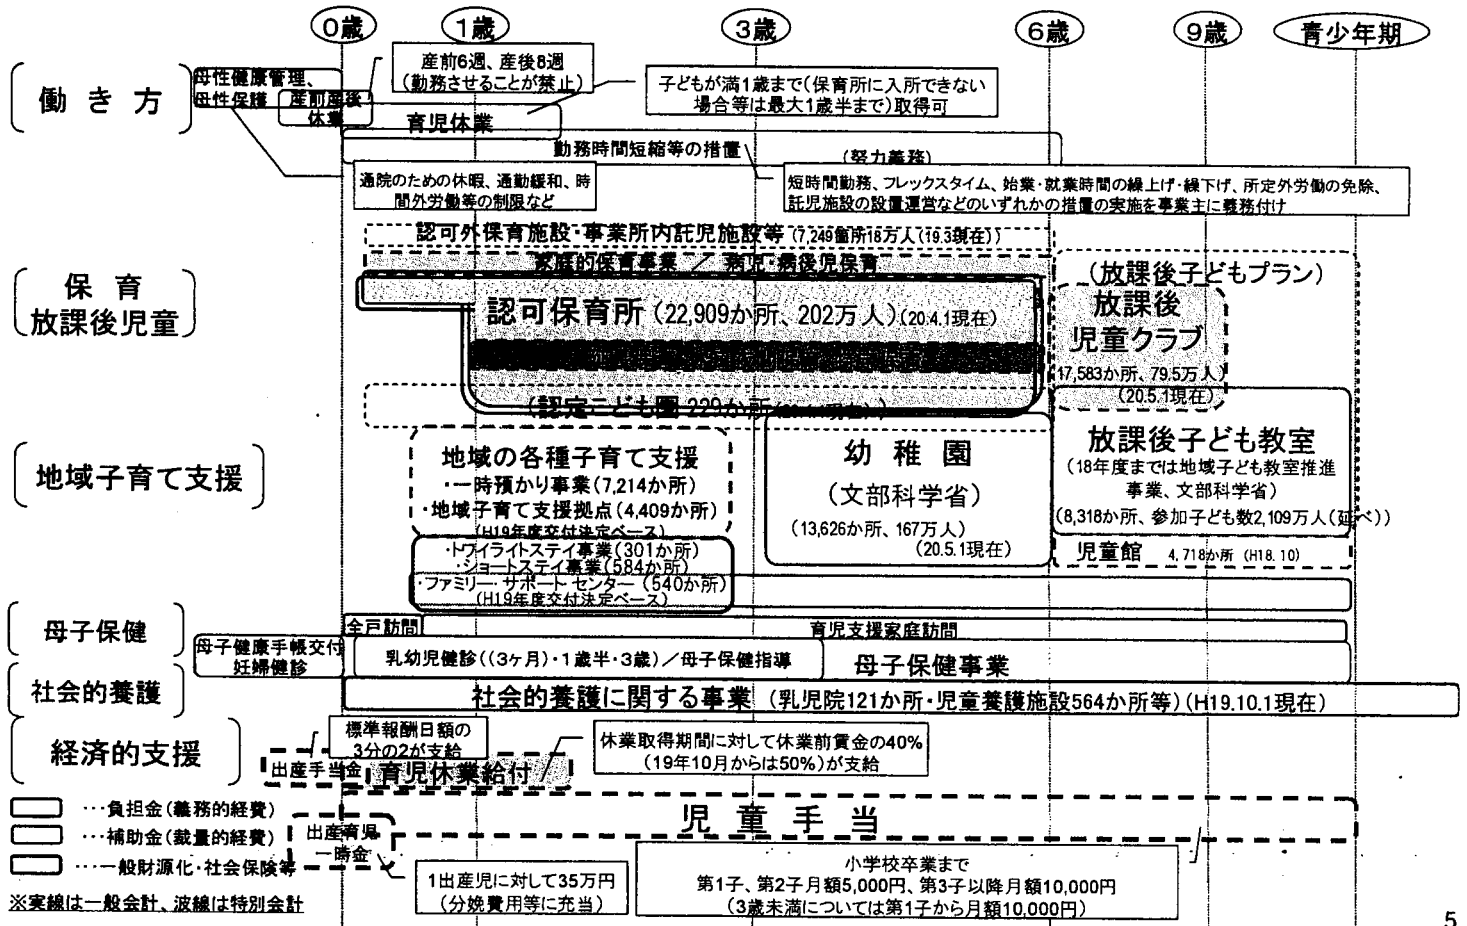 0歳
1歳
3歳
6歳
9歳
青少年期
働き方
母性健康管理、
母性保護
産前産後
休業
産前6週、産後8週
(勤務させることが禁止)
子どもが満1歳まで(保育所に入所できない
場合等は最大1歳半まで)取得可
育児休業
勤務時間短縮等の措置
(努力義務)
通院のための休暇、通勤緩和、時
間外労働等の制限など
短時間勤務、フレックスタイム、始業・就業時間の繰上げ・繰下げ、所定外労働の免除、
託児施設の設置運営などのいずれかの措置の実施を事業主に義務付け
保育
放課後児童
認可外保育施設・事業所内託児施設等(7,249箇所18万人(19.3現在))
家庭的保育事業 / 病児・病後児保育
認可保育所(22,909か所、202万人)(20.4.1現在)
(認定こども園 229か所
(放課後子どもプラン)
放課後
児童クラブ
17,583か所、79.5万人)
(20.5.1現在)
地域子育て支援
地域の各種子育て支援
・一時預かり事業(7,214か所)
・地域子育て支援拠点(4,409か所)
(H19年度交付決定ベース)
・トワイライトステイ事業(301か所)
・ショートステイ事業(584か所)
・ファミリー・サポートセンター(540か所)
(H19年度交付決定ベース)
幼稚園
(文部科学省)
(13,626か所、167万人)
(20.5.1現在)
放課後子ども教室
(18年度までは地域子ども教室推進
事業、文部科学省)
(8,318か所、参加子ども数2,109万人(延べ))
児童館 4,718か所 (H18.10)
母子保健
全戸訪問
育児支援家庭訪問
母子健康手帳交付
妊婦健診
乳幼児健診((3ヶ月)・1歳半・3歳)/母子保健指導
母子保健事業
社会的養護
社会的養護に関する事業(乳児院121か所・児童養護施設564か所等)(H19.10.1現在)
経済的支援
標準報酬日額の
3分の2が支給
出産手当金
育児休業給付
休業取得期間に対して休業前賃金の40%
(19年10月からは50%)が支給
児童手当
出産育児
一時金
1出産児に対して35万円
(分娩費用等に充当)
小学校卒業まで
第1子、第2子月額5,000円、第3子以降月額10,000円
(3歳未満については第1子から月額10,000円)
…負担金(義務的経費)
…補助金(裁量的経費)
…一般財源化・社会保険等
※実線は一般会計、波線は特別会計
5